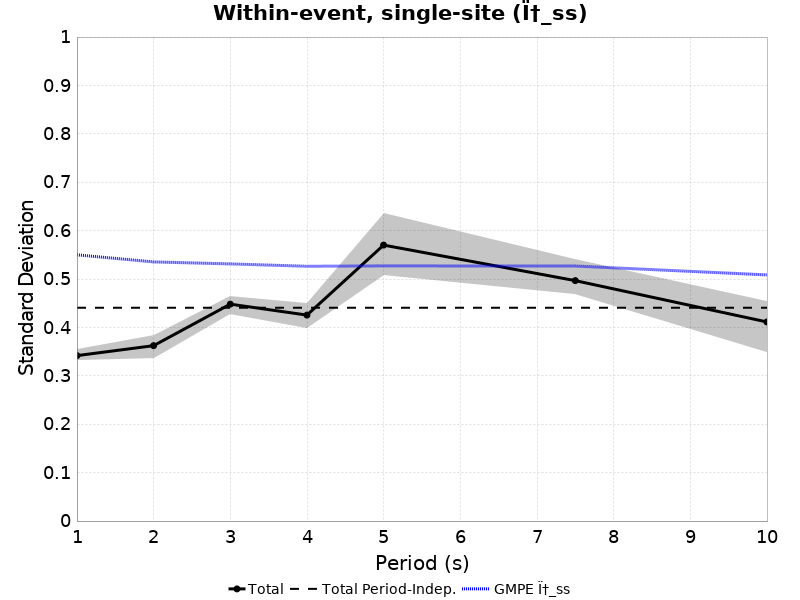 Within-event, single-site (Ï†_ss)
1
0.9
0.8
0.7
0.6
0.5
0.4
0.3
0.2
0.1
0
Standard Deviation
1 2 3 4 5 6 7 8 9 10
Period (s)
Total Total Period-Indep. GMPE Ï†_ss